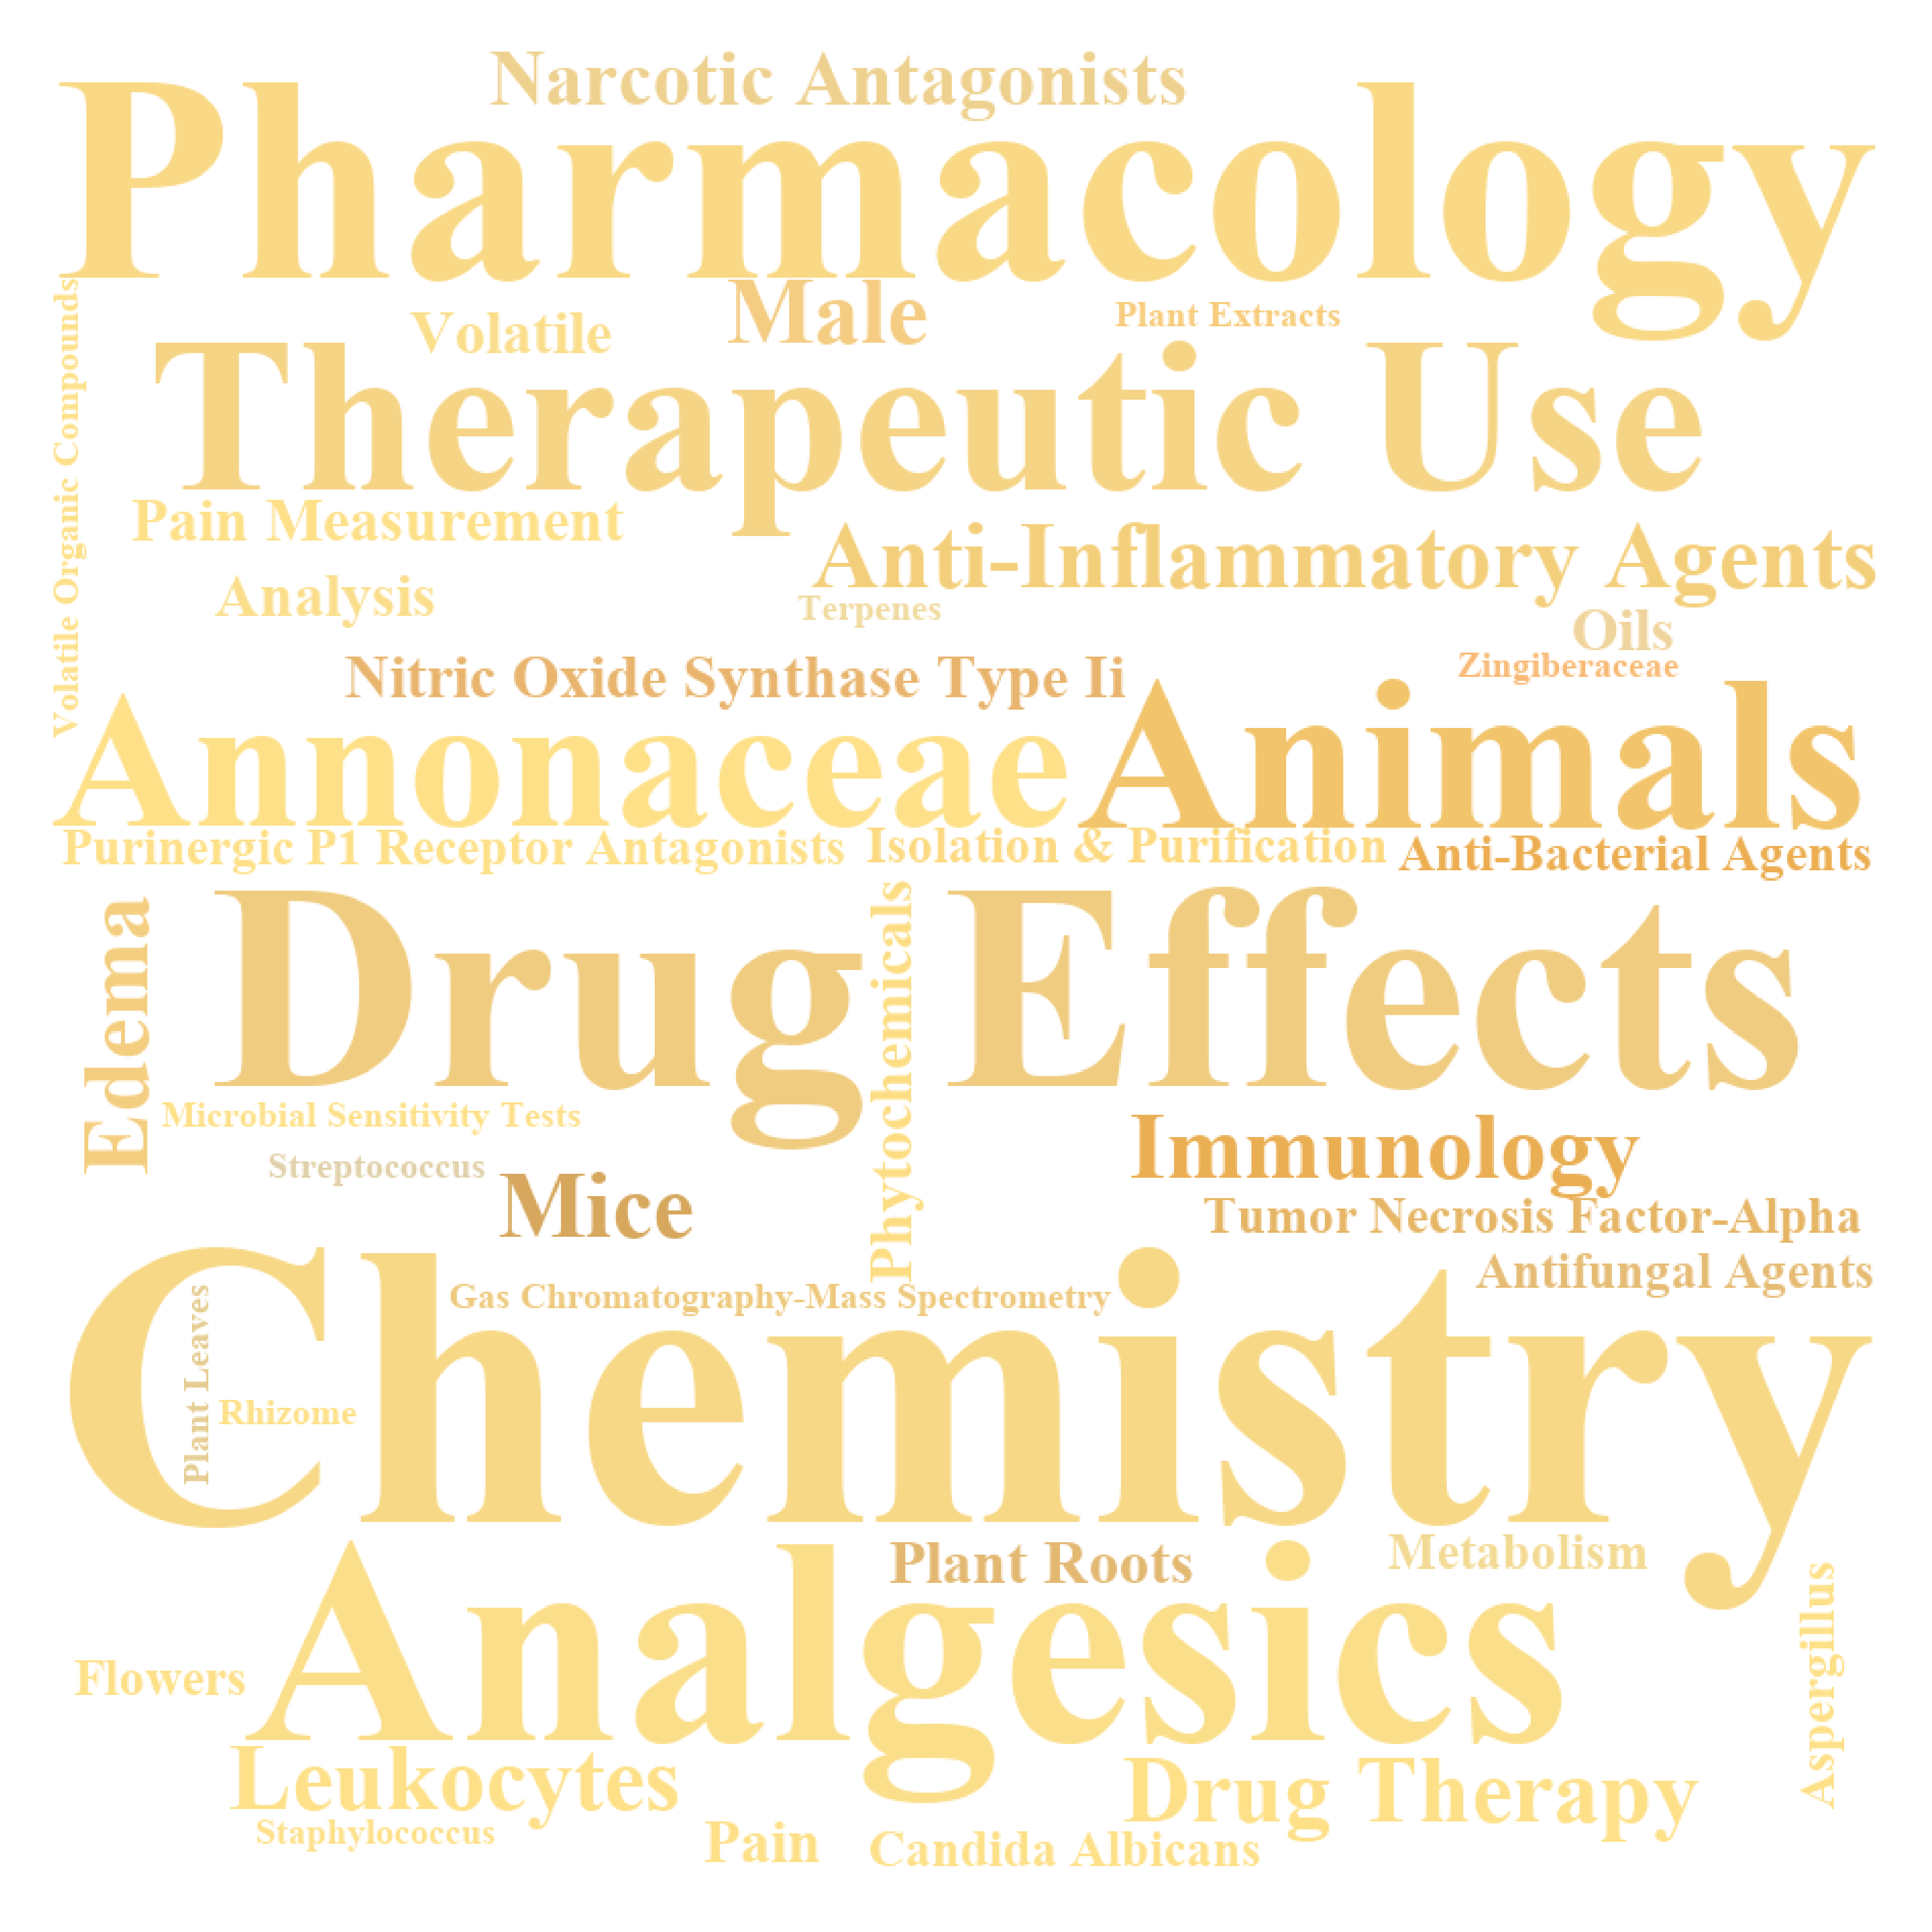 Narcotic Antagonists
Pharmacology
Volatile Organic Compounds
Volatile
Male
Plant Extracts
Therapeutic Use
Pain Measurement
Anti-Inflammatory Agents
Analysis
Terpenes
Oils
Nitric Oxide Synthase Type Ii
Zingiberaceae
Annonaceae
Animals
Purinergic P1 Receptor Antagonists
Isolation & Purification
Anti-Bacterial Agents
Edema
Drug Effects
Phytochemicals
Microbial Sensitivity Tests
Immunology
Streptococcus
Mice
Tumor Necrosis Factor-Alpha
Antifungal Agents
Gas Chromatography-Mass Spectrometry
Chemistry
Plant Leaves
Rhizome
Plant Roots
Metabolism
Analgesics
Aspergillus
Flowers
Leukocytes
Drug Therapy
Staphylococcus
Pain
Candida Albicans